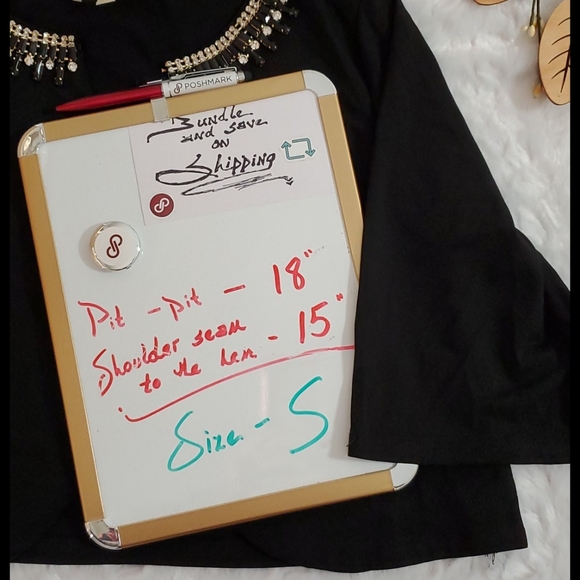 POSHMARK
Bundle
and save
on
Shipping
Pit - pit - 18"
Shoulder seam
to the hem - 15"
Size - S